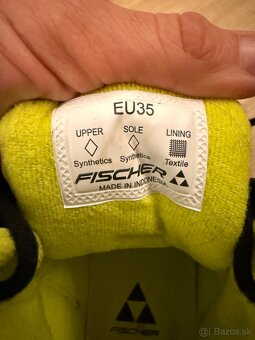 EU35
UPPER SOLE LINING
Synthetics Synthetics Textile
FISCHER
MADE IN INDONESIA
FISCHER
Bazos.sk